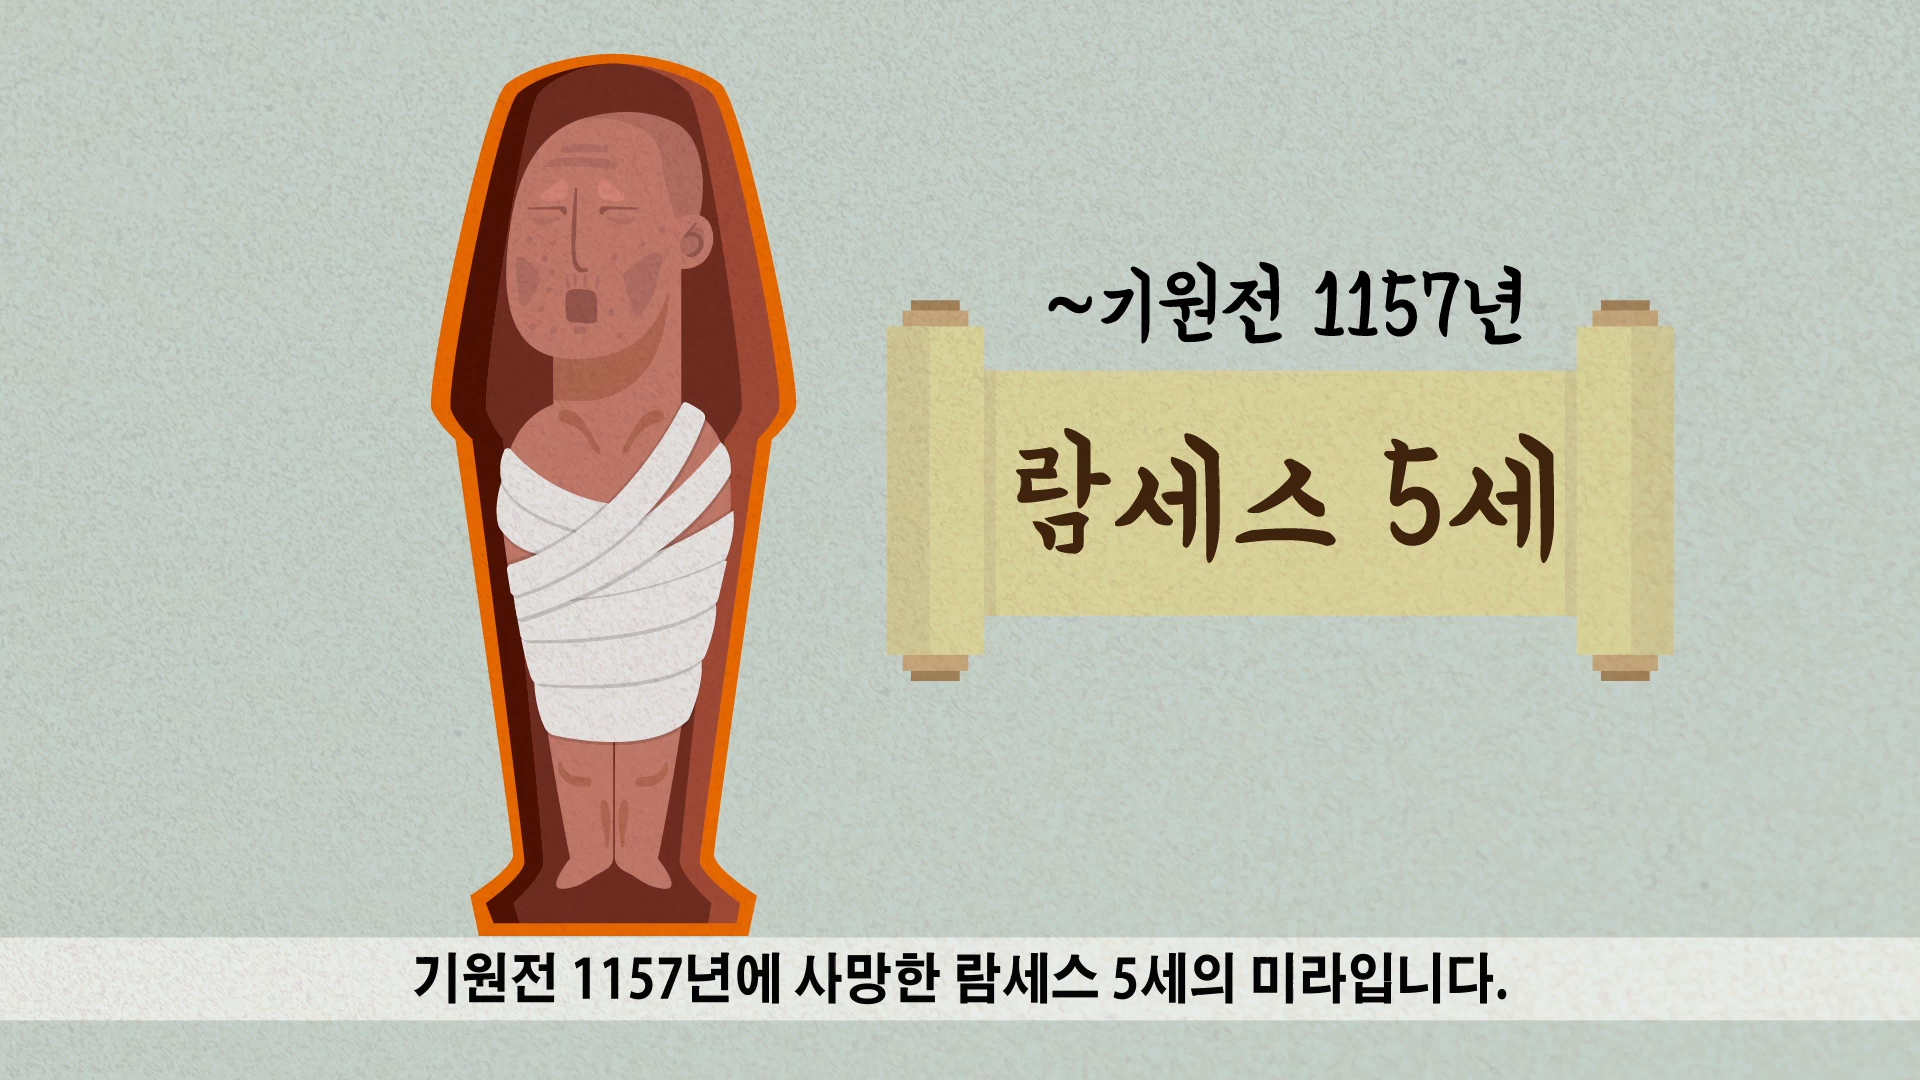 ~기원전 1157년
람세스 5세
기원전 1157년에 사망한 람세스 5세의 미라입니다.